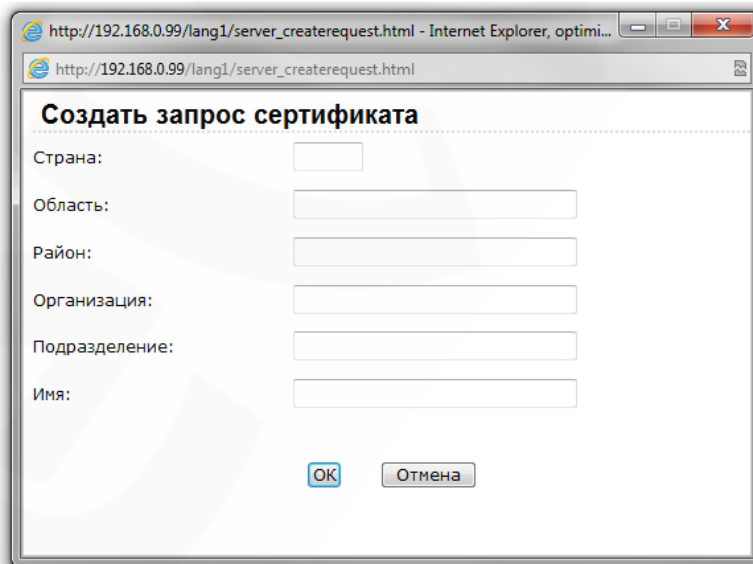 http://192.168.0.99/lang1/server_createrequest.html - Internet Explorer, optimi...
http://192.168.0.99/lang1/server_createrequest.html
Создать запрос сертификата
Страна:
Область:
Район:
Организация:
Подразделение:
Имя:
OK Отмена